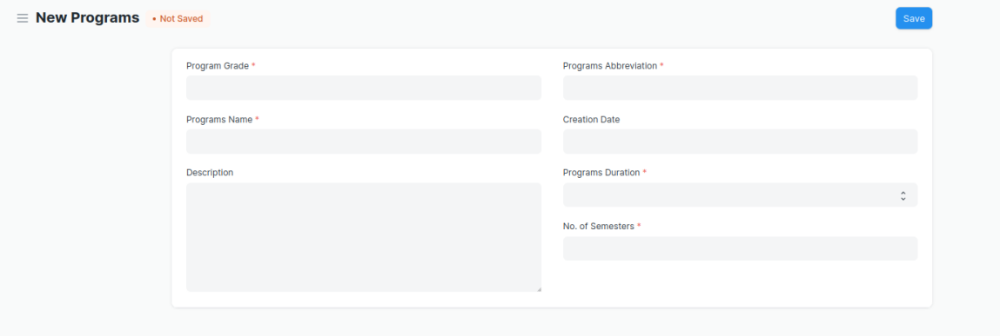 New Programs
• Not Saved
Save
Program Grade *
Programs Name *
Description
Programs Abbreviation *
Creation Date
Programs Duration *
No. of Semesters *